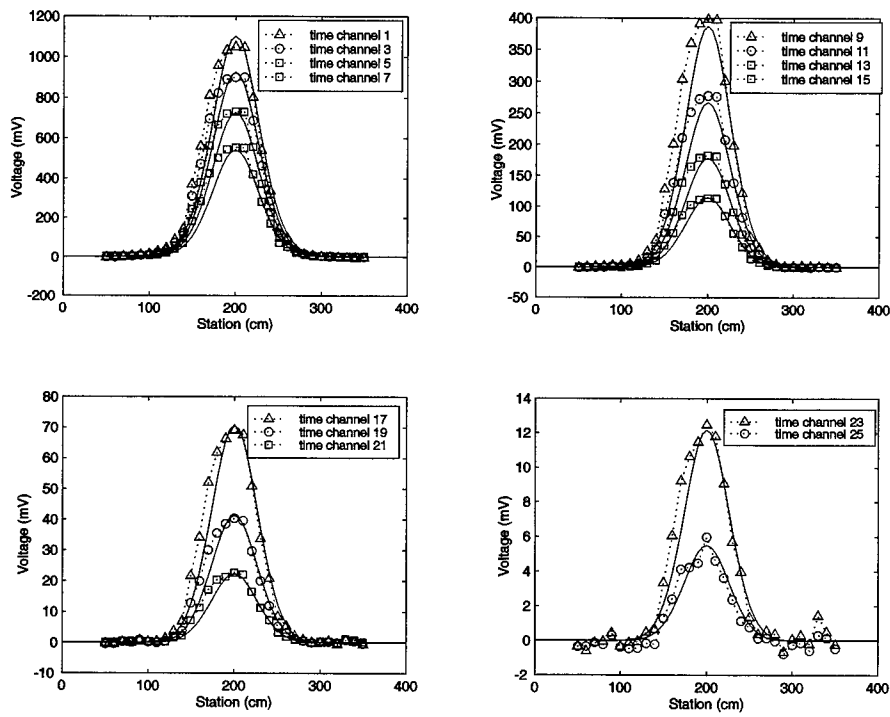 1200
1000
800
600
400
200
0
-200
0
100
200
300
400
Voltage (mV)
Station (cm)
time channel 1
time channel 3
time channel 5
time channel 7
400
350
300
250
200
150
100
50
0
-50
0
100
200
300
400
Voltage (mV)
Station (cm)
time channel 9
time channel 11
time channel 13
time channel 15
80
70
60
50
40
30
20
10
0
-10
0
100
200
300
400
Voltage (mV)
Station (cm)
time channel 17
time channel 19
time channel 21
14
12
10
8
6
4
2
0
-2
0
100
200
300
400
Voltage (mV)
Station (cm)
time channel 23
time channel 25